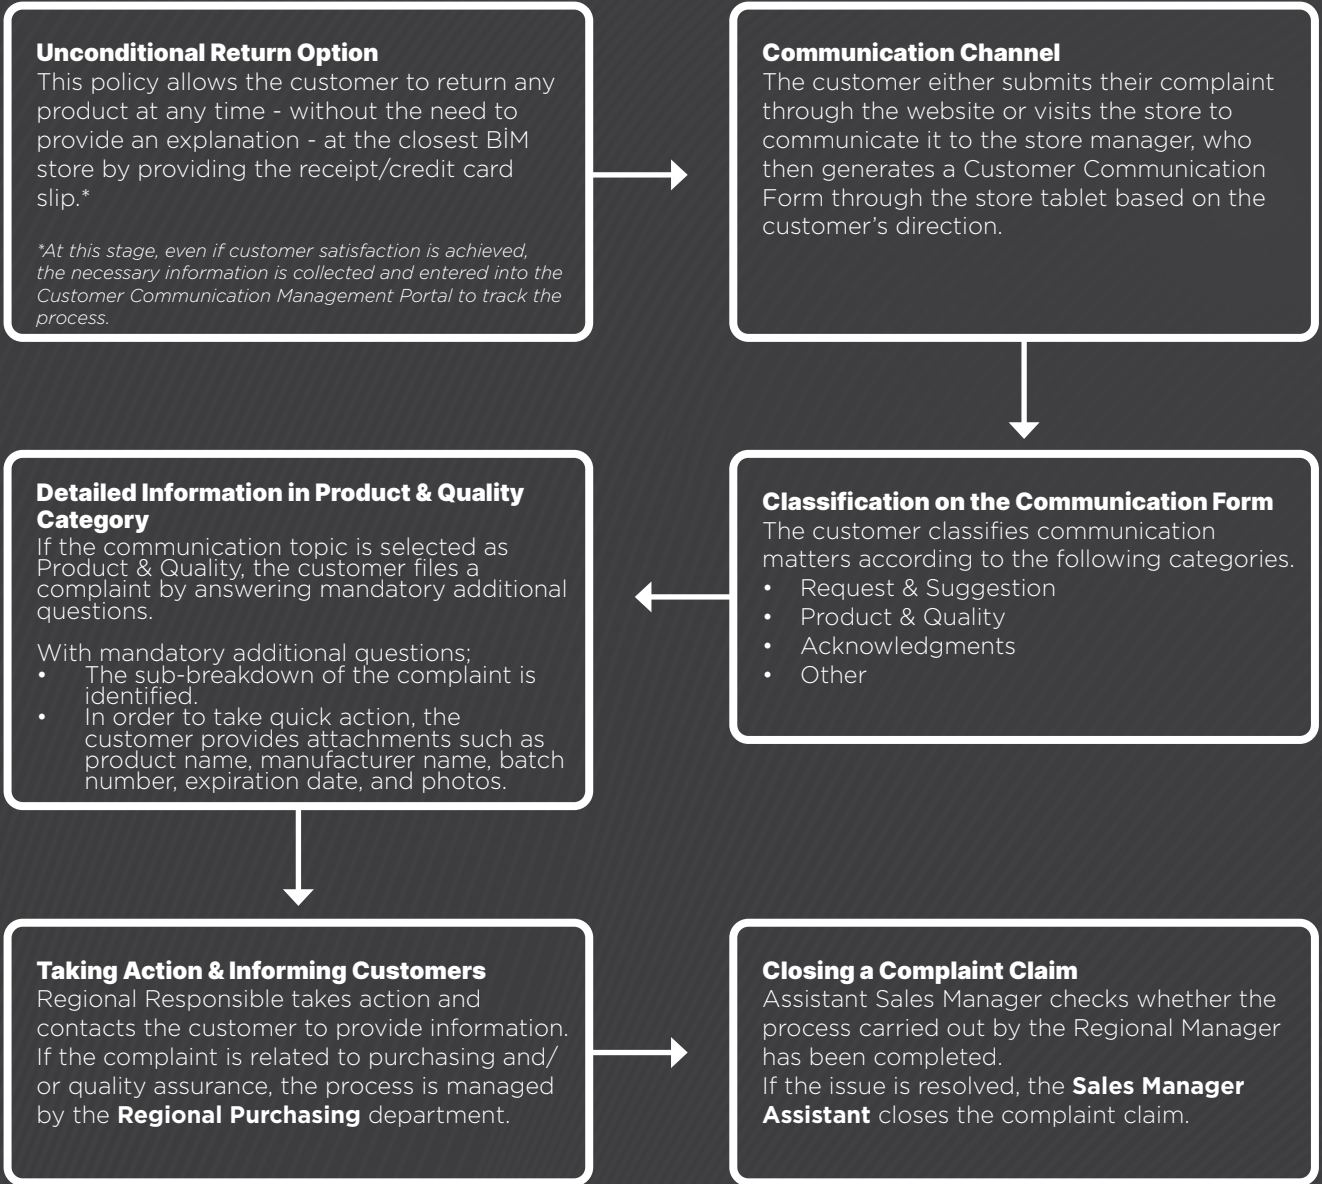 Unconditional Return Option
This policy allows the customer to return any
product at any time - without the need to
provide an explanation - at the closest BİM
store by providing the receipt/credit card
slip.*
*At this stage, even if customer satisfaction is achieved,
the necessary information is collected and entered into the
Customer Communication Management Portal to track the
process.
Communication Channel
The customer either submits their complaint
through the website or visits the store to
communicate it to the store manager, who
then generates a Customer Communication
Form through the store tablet based on the
customer’s direction.
Classification on the Communication Form
The customer classifies communication
matters according to the following categories.
• Request & Suggestion
• Product & Quality
• Acknowledgments
• Other
Detailed Information in Product & Quality
Category
If the communication topic is selected as
Product & Quality, the customer files a
complaint by answering mandatory additional
questions.
With mandatory additional questions;
• The sub-breakdown of the complaint is
identified.
• In order to take quick action, the
customer provides attachments such as
product name, manufacturer name, batch
number, expiration date, and photos.
Taking Action & Informing Customers
Regional Responsible takes action and
contacts the customer to provide information.
If the complaint is related to purchasing and/
or quality assurance, the process is managed
by the Regional Purchasing department.
Closing a Complaint Claim
Assistant Sales Manager checks whether the
process carried out by the Regional Manager
has been completed.
If the issue is resolved, the Sales Manager
Assistant closes the complaint claim.